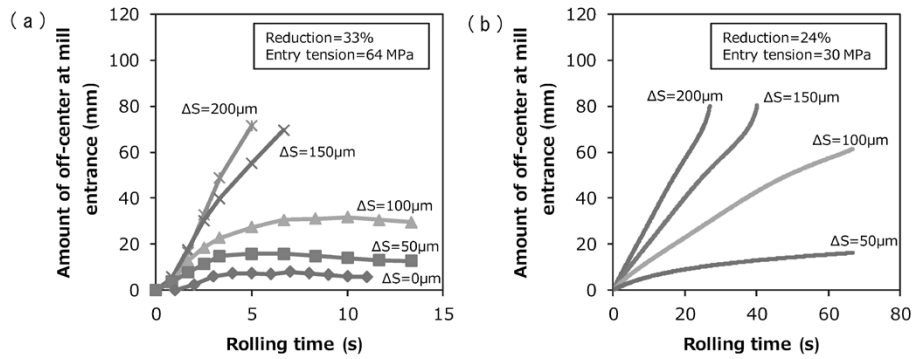 (a)
Reduction=33%
Entry tension=64 MPa
120
100
80
60
40
20
0
Amount of off-center at mill
entrance (mm)
ΔS=200μm
ΔS=150μm
ΔS=100μm
ΔS=50μm
ΔS=0μm
0 5 10 15
Rolling time (s)
(b)
Reduction=24%
Entry tension=30 MPa
120
100
80
60
40
20
0
Amount of off-center at mill
entrance (mm)
ΔS=200μm
ΔS=150μm
ΔS=100μm
ΔS=50μm
0 20 40 60 80
Rolling time (s)